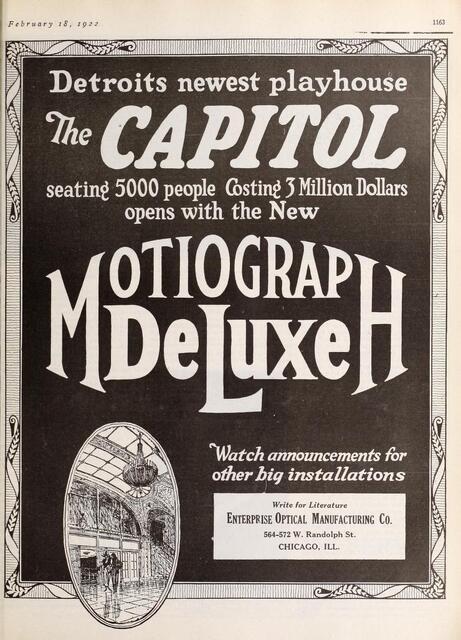 February 18, 1922
1163
Detroits newest playhouse
The CAPITOL
seating 5000 people Costing 3 Million Dollars
opens with the New
MOTIOGRAPH
DeLuxe
Watch announcements for
other big installations
Write for Literature
ENTERPRISE OPTICAL MANUFACTURING CO.
564-572 W. Randolph St.
CHICAGO, ILL.